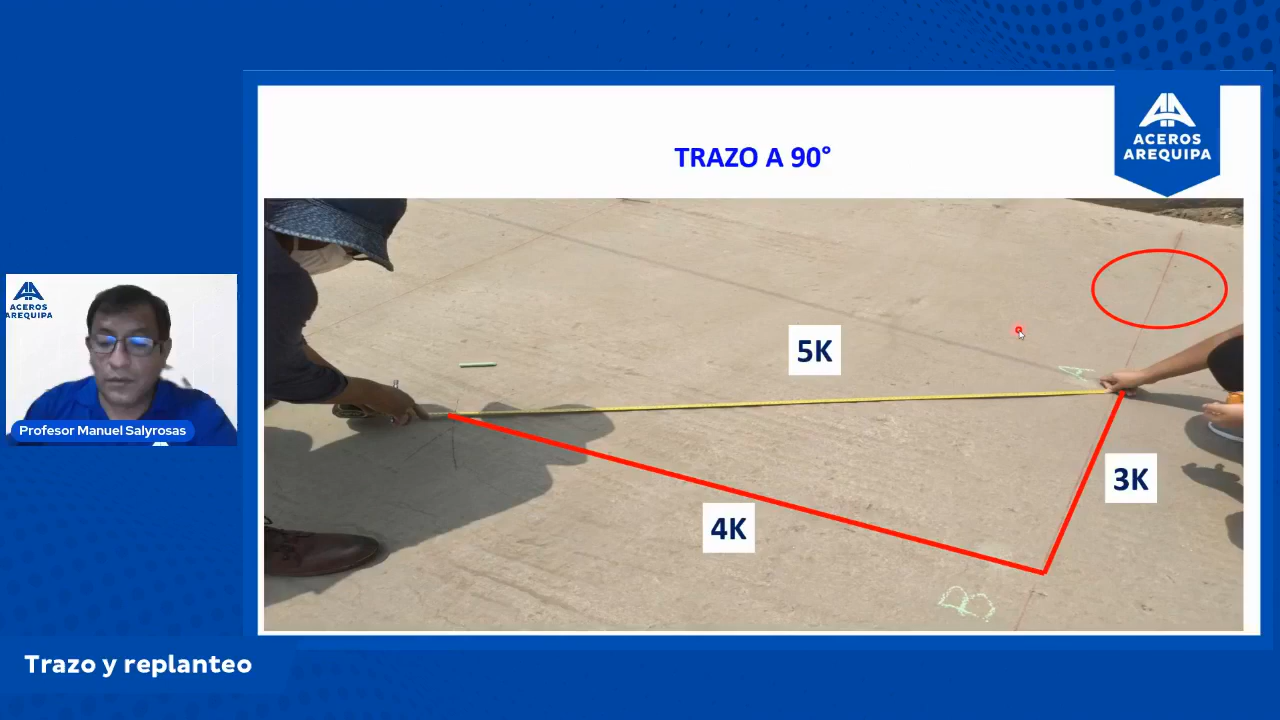 TRAZO A 90°
ACEROS
AREQUIPA
5K
A
3K
4K
B
ACEROS
AREQUIPA
Profesor Manuel Salyrosas
Trazo y replanteo